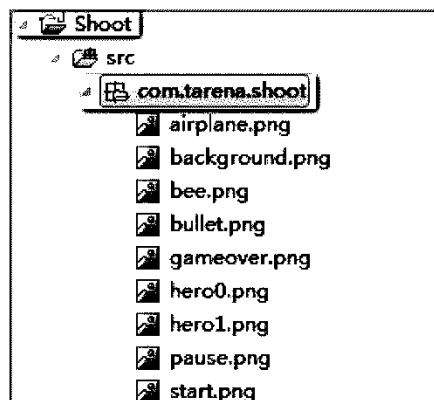 Shoot
src
com.tarena.shoot
airplane.png
background.png
bee.png
bullet.png
gameover.png
hero0.png
hero1.png
pause.png
start.png